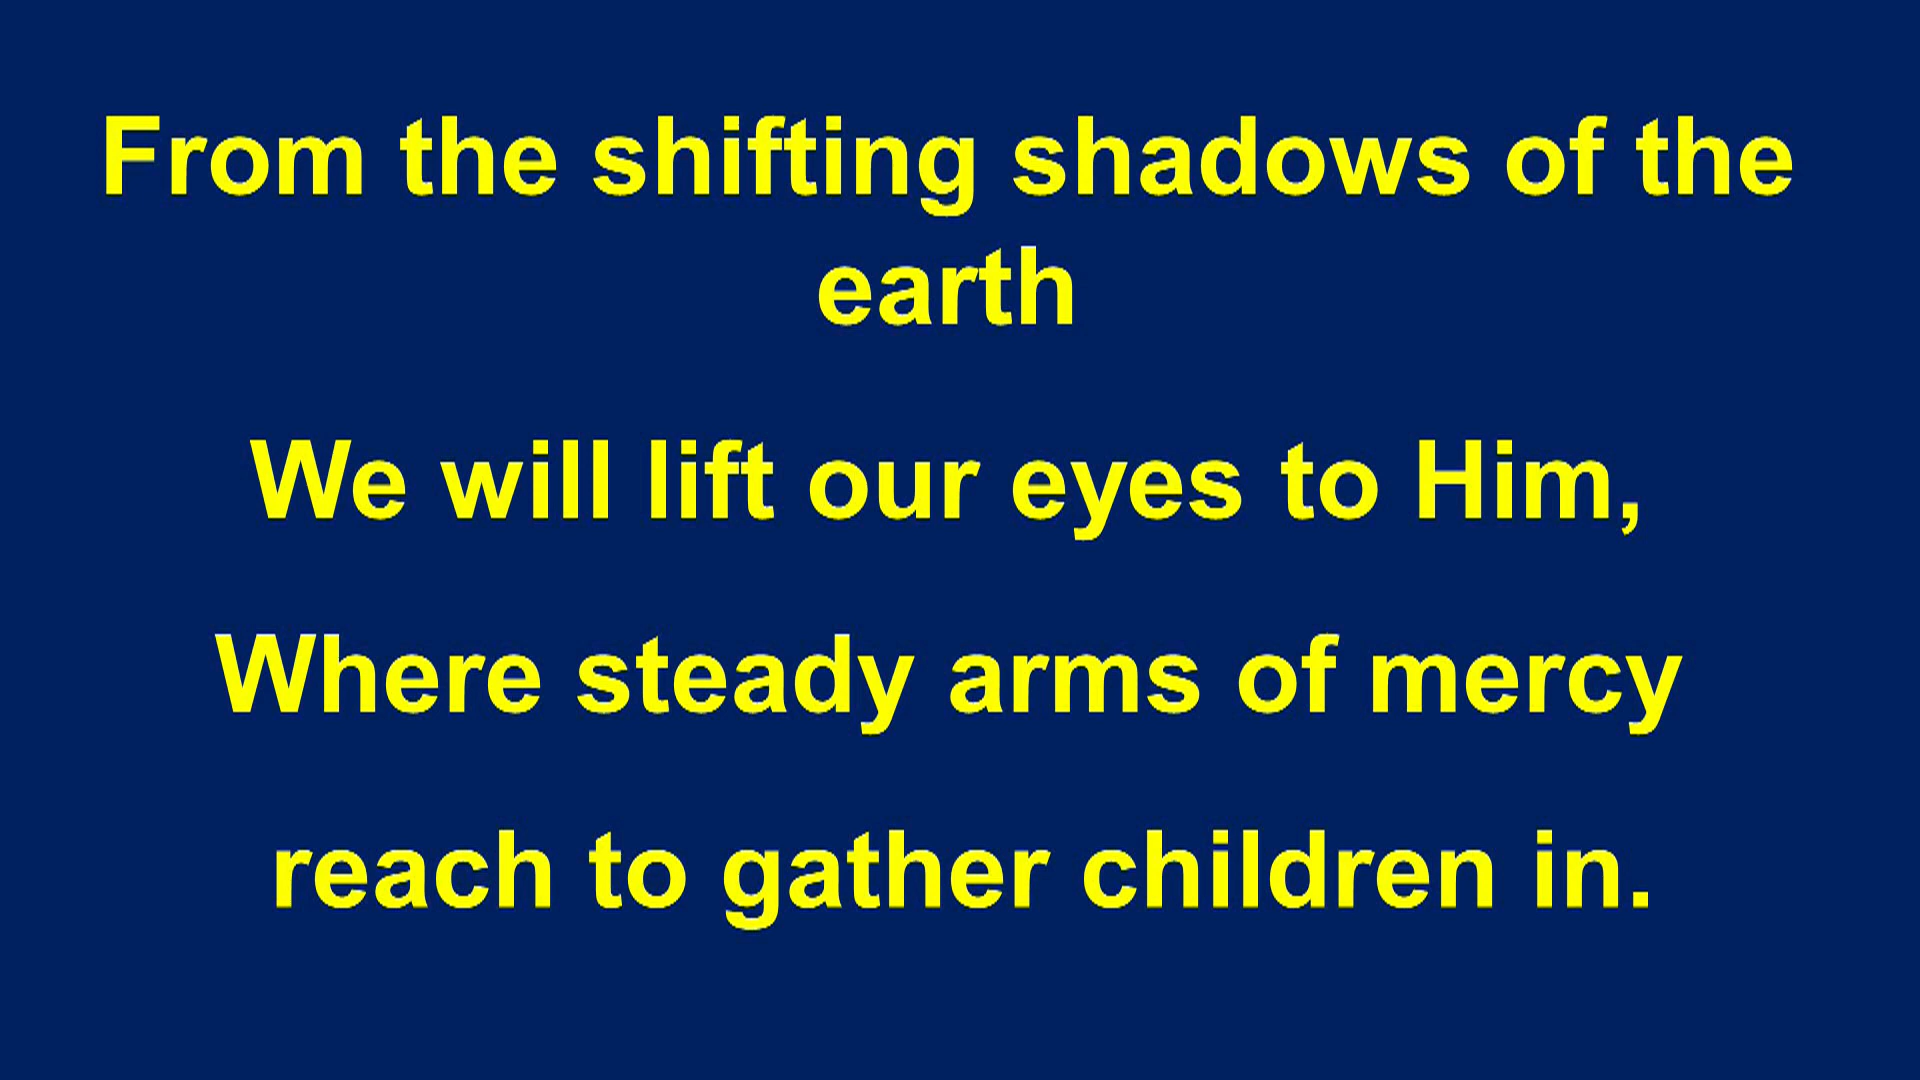 From the shifting shadows of the
earth
We will lift our eyes to Him,
Where steady arms of mercy
reach to gather children in.